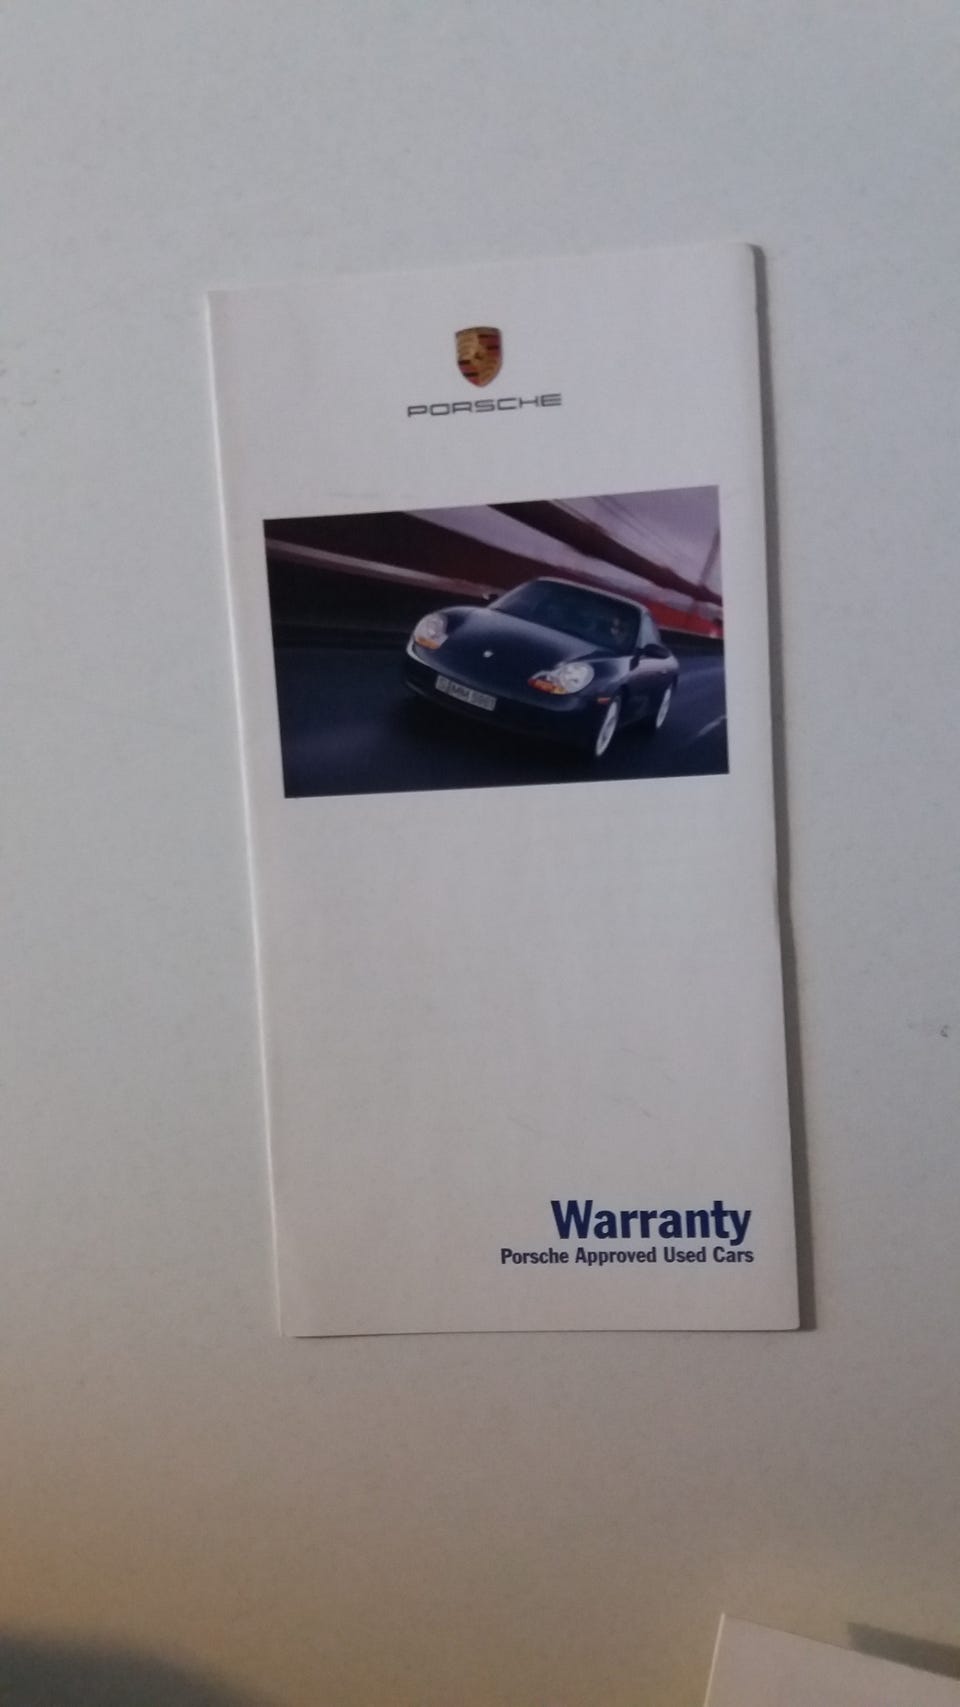 PORSCHE
Warranty
Porsche Approved Used Cars